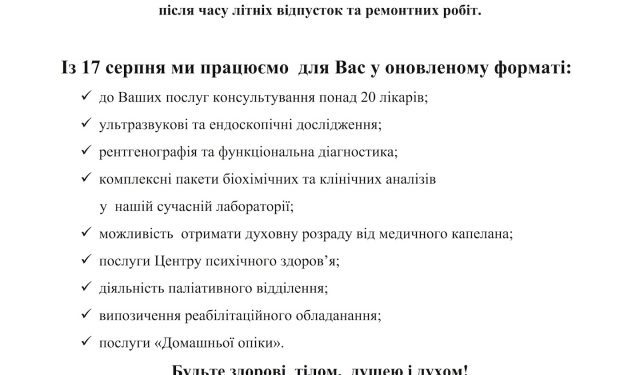 після часу літніх відпусток та ремонтних робіт.
Із 17 серпня ми працюємо для Вас у оновленому форматі:
✓ до Ваших послуг консультування понад 20 лікарів;
✓ ультразвукові та ендоскопічні дослідження;
✓ рентгенографія та функціональна діагностика;
✓ комплексні пакети біохімічних та клінічних аналізів
у нашій сучасній лабораторії;
✓ можливість отримати духовну розраду від медичного капелана;
✓ послуги Центру психічного здоров’я;
✓ діяльність паліативного відділення;
✓ випозичення реабілітаційного обладанання;
✓ послуги «Домашньої опіки».
Будьте здорові тілом, душею і духом!